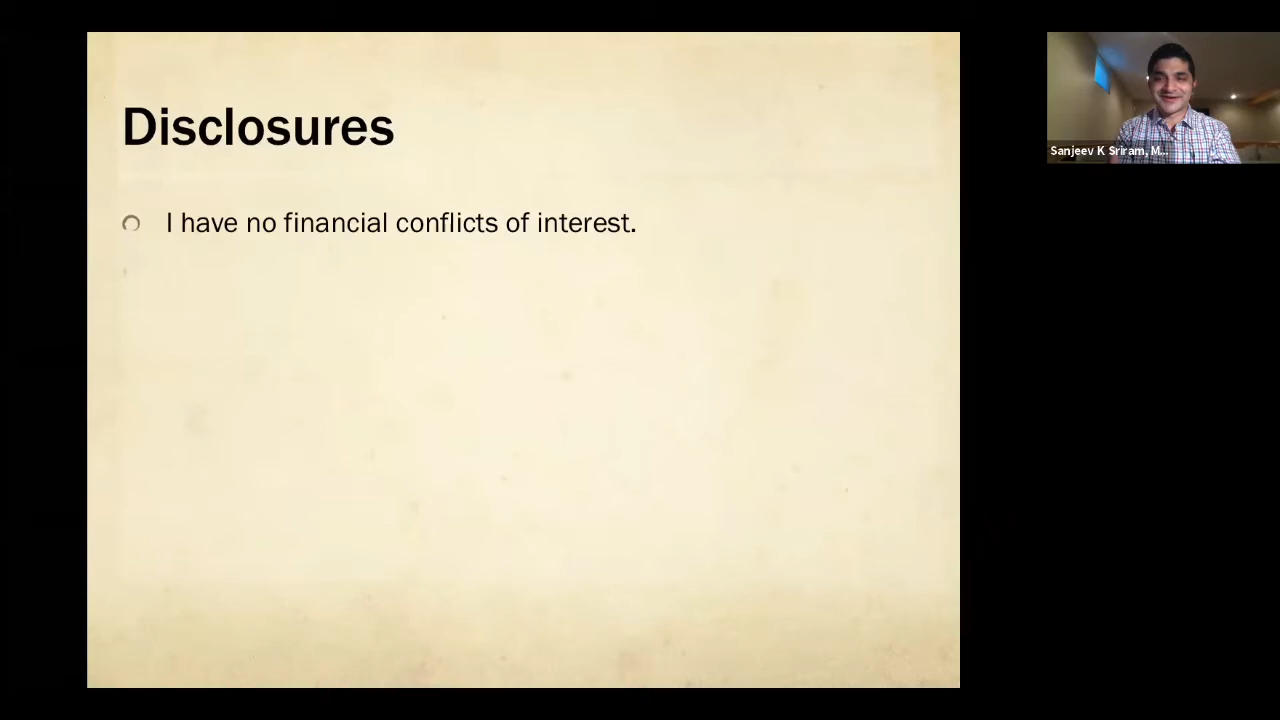 Disclosures
I have no financial conflicts of interest.
Sanjeev K Sriram, M...